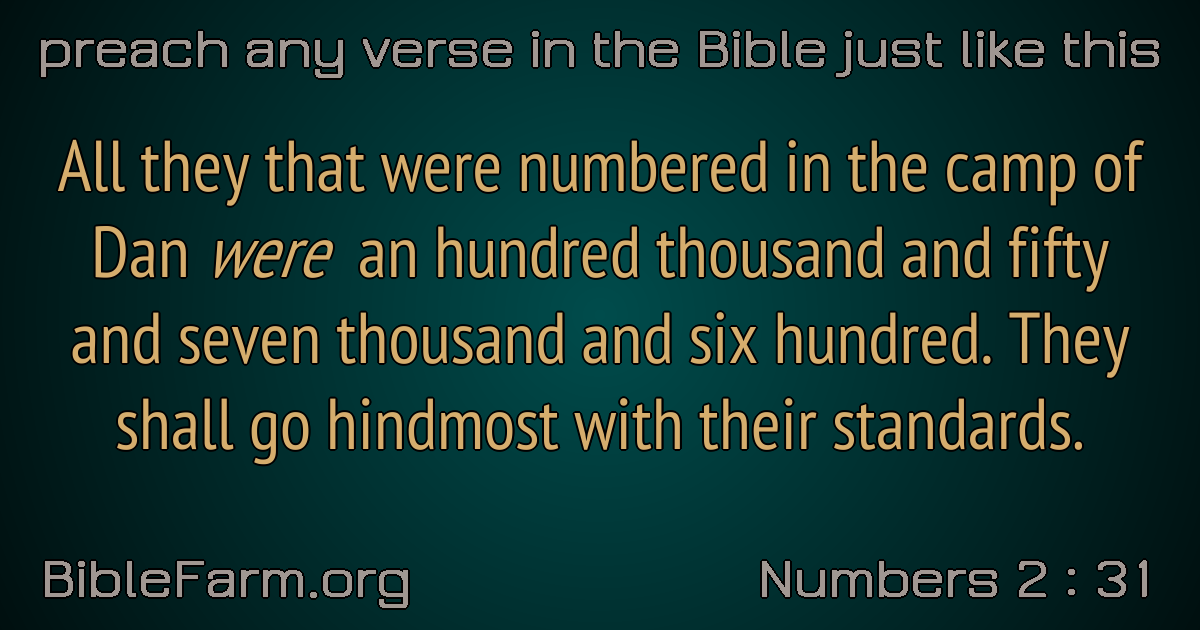 preach any verse in the Bible just like this
All they that were numbered in the camp of
Dan were an hundred thousand and fifty
and seven thousand and six hundred. They
shall go hindmost with their standards.
BibleFarm.org
Numbers 2 : 31